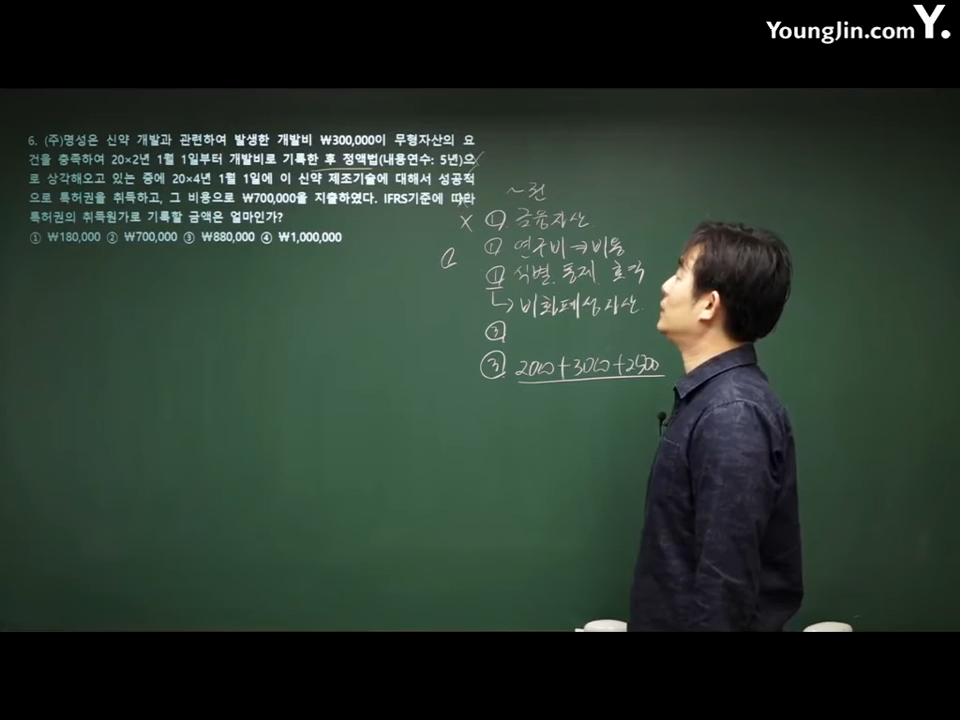 YoungJin.com Y.
6. (주)명성은 신약 개발과 관련하여 발생한 개발비 ₩300,000이 무형자산의 요
건을 충족하여 20×2년 1월 1일부터 개발비로 기록한 후 정액법(내용연수: 5년)으
로 상각해오고 있는 중에 20×4년 1월 1일에 이 신약 제조기술에 대해서 성공적
으로 특허권을 취득하고, 그 비용으로 ₩700,000을 지출하였다. IFRS기준에 따라
특허권의 취득원가로 기록할 금액은 얼마인가?
① ₩180,000 ② ₩700,000 ③ ₩880,000 ④ ₩1,000,000
X ① 금융자산
① 연구비 ⇒ 비용
① 식별, 통제, 효익
→ 비화폐성자산
③
③ 200 + 300 + 2500